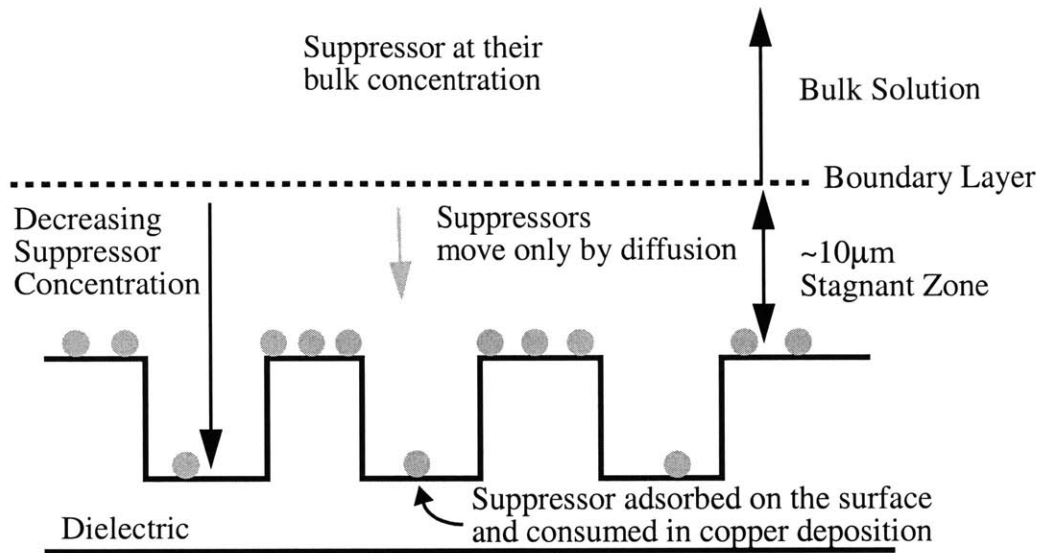 Suppressor at their
bulk concentration
Bulk Solution
Boundary Layer
Decreasing
Suppressor
Concentration
Suppressors
move only by diffusion
~10μm
Stagnant Zone
Suppressor adsorbed on the surface
and consumed in copper deposition
Dielectric